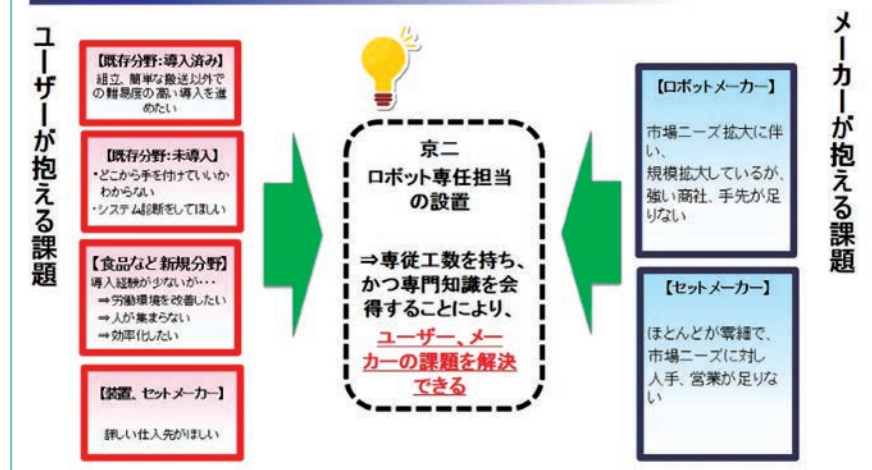 ユーザーが抱える課題
【既存分野:導入済み】
組立、簡単な搬送以外で
の難易度の高い導入を進
めたい
【既存分野:未導入】
・どこから手を付けていいか
わからない
・システム診断をしてほしい
【食品など新規分野】
導入経験が少ないが・・・
⇒労働環境を改善したい
⇒人が集まらない
⇒効率化したい
【装置、セットメーカー】
詳しい仕入先がほしい
京二
ロボット専任担当
の設置
⇒専従工数を持ち、
かつ専門知識を会
得することにより、
ユーザー、メー
カーの課題を解決
できる
【ロボットメーカー】
市場ニーズ拡大に伴
い、
規模拡大しているが、
強い商社、手先が足
りない
【セットメーカー】
ほとんどが零細で、
市場ニーズに対し
人手、営業が足りな
い
メーカーが抱える課題